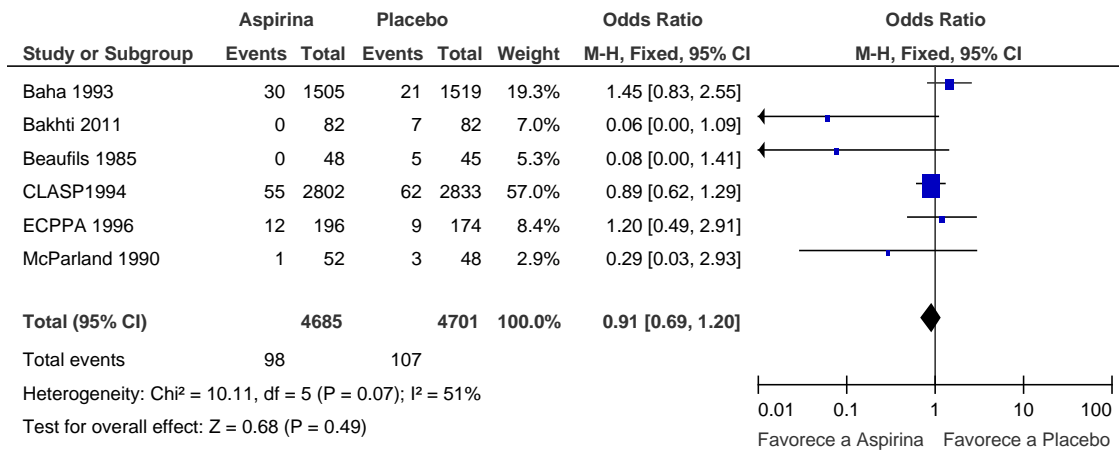 Aspirina Placebo Odds Ratio Odds Ratio
Study or Subgroup Events Total Events Total Weight M-H, Fixed, 95% CI M-H, Fixed, 95% CI
Baha 1993 30 1505 21 1519 19.3% 1.45 [0.83, 2.55]
Bakhti 2011 0 82 7 82 7.0% 0.06 [0.00, 1.09]
Beaufils 1985 0 48 5 45 5.3% 0.08 [0.00, 1.41]
CLASP1994 55 2802 62 2833 57.0% 0.89 [0.62, 1.29]
ECPPA 1996 12 196 9 174 8.4% 1.20 [0.49, 2.91]
McParland 1990 1 52 3 48 2.9% 0.29 [0.03, 2.93]
Total (95% CI) 4685 4701 100.0% 0.91 [0.69, 1.20]
Total events 98 107
Heterogeneity: Chi² = 10.11, df = 5 (P = 0.07); I² = 51%
Test for overall effect: Z = 0.68 (P = 0.49)
0.01 0.1 1 10 100
Favorece a Aspirina Favorece a Placebo